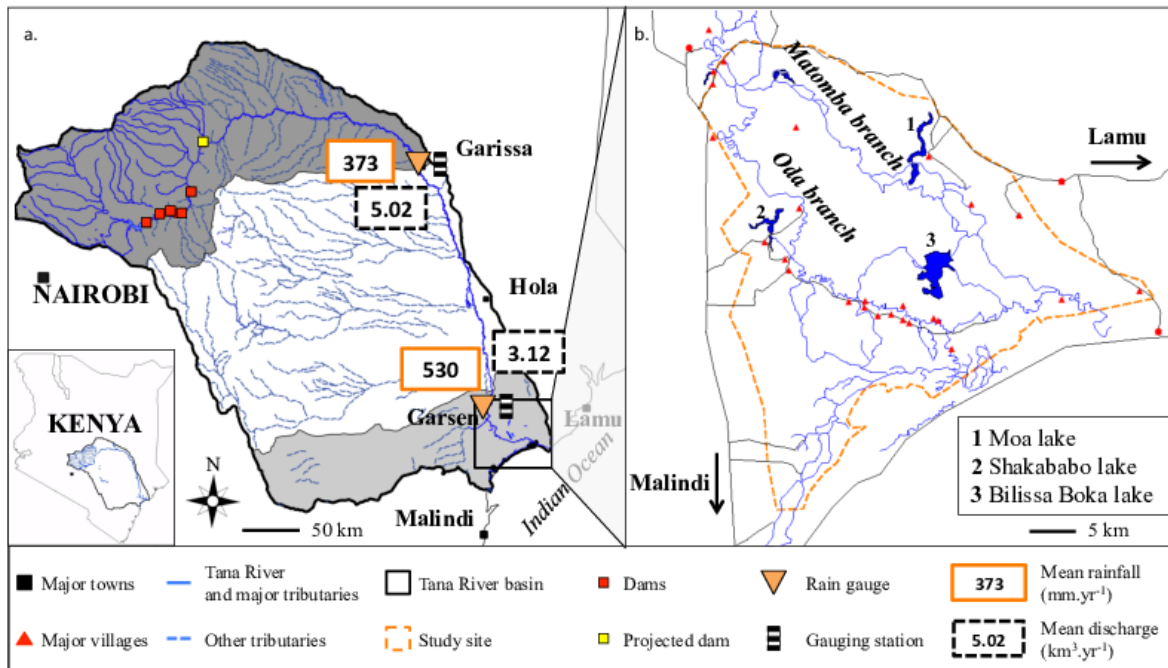 a.
373
Garissa
5.02
NAIROBI
Hola
3.12
530
Garsen
Lamu
KENYA
N
50 km
Malindi
Indian Ocean
b.
Matomba branch
1
Lamu
Oda branch
2
3
Malindi
1 Moa lake
2 Shakababo lake
3 Bilissa Boka lake
5 km
Major towns
Tana River
and major tributaries
Tana River basin
Dams
Rain gauge
373
Mean rainfall
(mm.yr⁻¹)
Major villages
Other tributaries
Study site
Projected dam
Gauging station
5.02
Mean discharge
(km³.yr⁻¹)